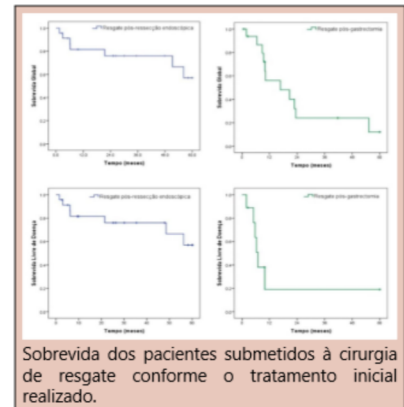 Resgate pós-ressecção endoscópica
Sobrevida Global
Tempo (meses)
Resgate pós-gastrectomia
Sobrevida Global
Tempo (meses)
Resgate pós-ressecção endoscópica
Sobrevida Livre de Doença
Tempo (meses)
Resgate pós-gastrectomia
Sobrevida Livre de Doença
Tempo (meses)
Sobrevida dos pacientes submetidos à cirurgia
de resgate conforme o tratamento inicial
realizado.